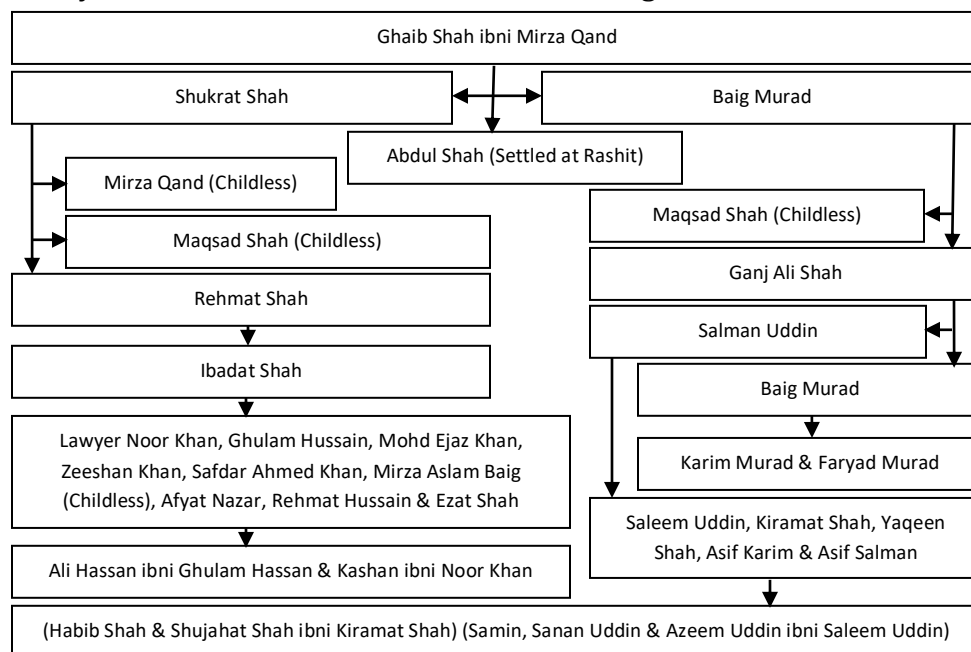 Ghaib Shah ibni Mirza Qand
Shukrat Shah
Baig Murad
Abdul Shah (Settled at Rashit)
Mirza Qand (Childless)
Maqsad Shah (Childless)
Maqsad Shah (Childless)
Ganj Ali Shah
Rehmat Shah
Salman Uddin
Ibadat Shah
Baig Murad
Lawyer Noor Khan, Ghulam Hussain, Mohd Ejaz Khan,
Zeeshan Khan, Safdar Ahmed Khan, Mirza Aslam Baig
(Childless), Afyat Nazar, Rehmat Hussain & Ezat Shah
Karim Murad & Faryad Murad
Saleem Uddin, Kiramat Shah, Yaqeen
Shah, Asif Karim & Asif Salman
Ali Hassan ibni Ghulam Hassan & Kashan ibni Noor Khan
(Habib Shah & Shujahat Shah ibni Kiramat Shah) (Samin, Sanan Uddin & Azeem Uddin ibni Saleem Uddin)